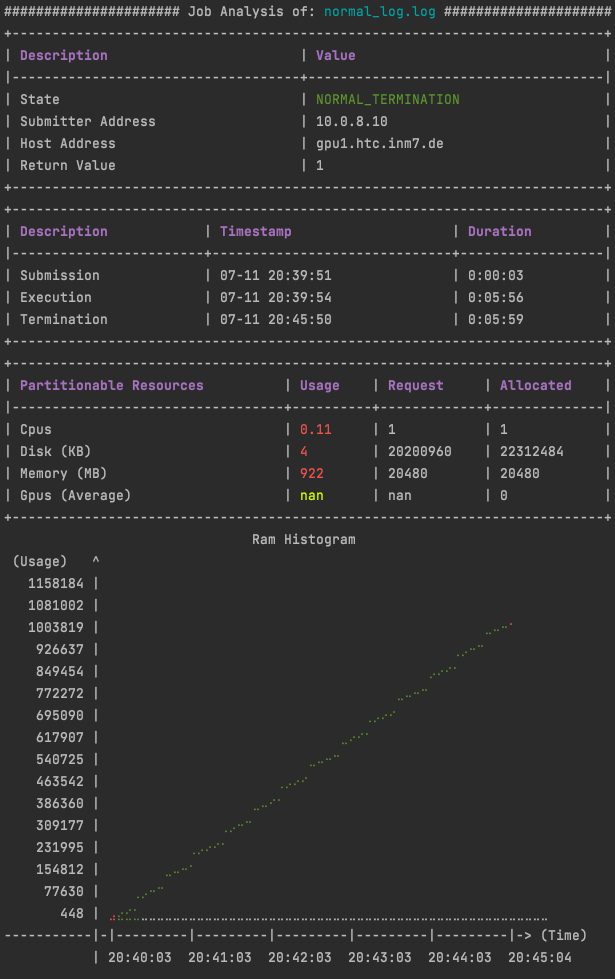 ###################### Job Analysis of: normal_log.log #####################
+--------------------------------------------------------------------------+
| Description                        | Value                               |
|------------------------------------+-------------------------------------|
| State                              | NORMAL_TERMINATION                  |
| Submitter Address                  | 10.0.8.10                           |
| Host Address                       | gpu1.htc.inm7.de                    |
| Return Value                       | 1                                   |
+--------------------------------------------------------------------------+
+--------------------------------------------------------------------------+
| Description            | Timestamp                    | Duration         |
|------------------------+------------------------------+------------------|
| Submission             | 07-11 20:39:51               | 0:00:03          |
| Execution              | 07-11 20:39:54               | 0:05:56          |
| Termination            | 07-11 20:45:50               | 0:05:59          |
+--------------------------------------------------------------------------+
+--------------------------------------------------------------------------+
| Partitionable Resources          | Usage    | Request     | Allocated    |
|----------------------------------+----------+-------------+--------------|
| Cpus                             | 0.11     | 1           | 1            |
| Disk (KB)                        | 4        | 20200960    | 22312484     |
| Memory (MB)                      | 922      | 20480       | 20480        |
| Gpus (Average)                   | nan      | nan         | 0            |
+--------------------------------------------------------------------------+
Ram Histogram
(Usage)   ^
1158184 |
1081002 |
1003819 |
926637 |
849454 |
772272 |
695090 |
617907 |
540725 |
463542 |
386360 |
309177 |
231995 |
154812 |
77630 |
448 |
-----------|-|---------|---------|---------|---------|---------|-> (Time)
| 20:40:03  20:41:03  20:42:03  20:43:03  20:44:03  20:45:04